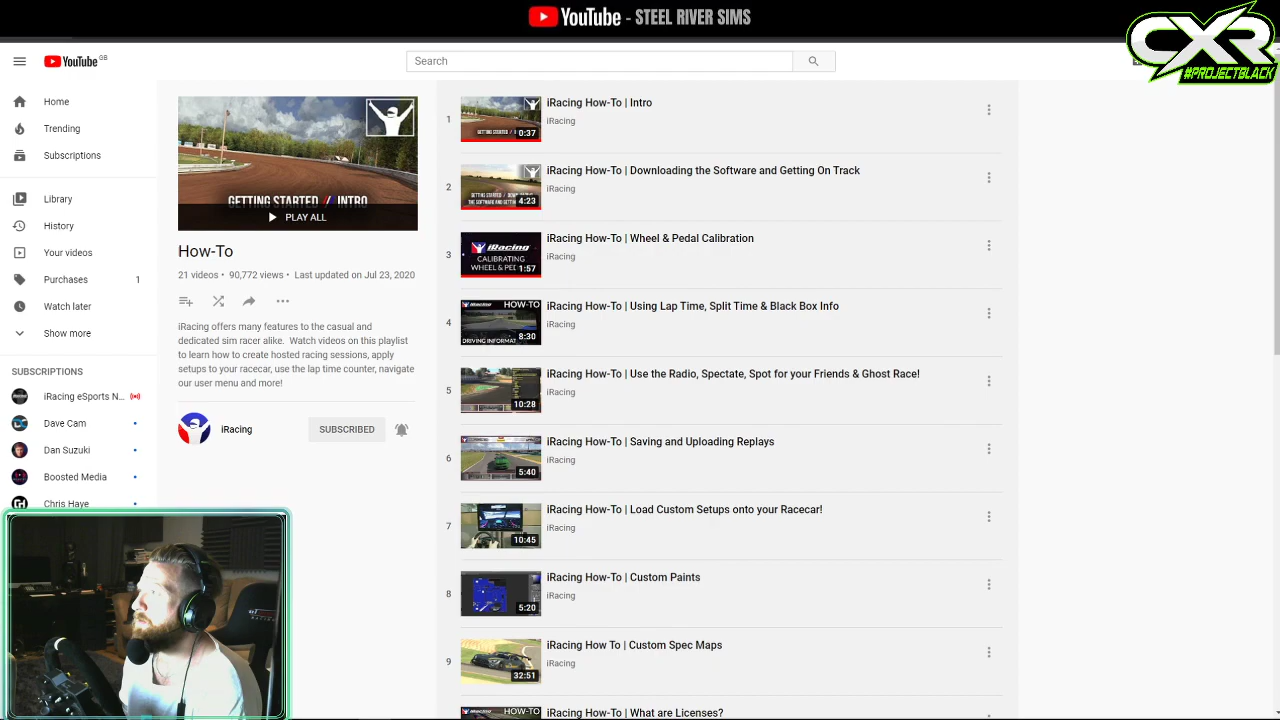 YouTube - STEEL RIVER SIMS
CXR
#PROJECTBLACK
YouTube GB
Search
Home
Trending
Subscriptions
Library
History
Your videos
Purchases 1
Watch later
Show more
SUBSCRIPTIONS
iRacing eSports N...
Dave Cam
Dan Suzuki
Boosted Media
Chris Haye
GETTING STARTED // INTRO
PLAY ALL
How-To
21 videos • 90,772 views • Last updated on Jul 23, 2020
iRacing offers many features to the casual and
dedicated sim racer alike. Watch videos on this playlist
to learn how to create hosted racing sessions, apply
setups to your racecar, use the lap time counter, navigate
our user menu and more!
iRacing
SUBSCRIBED
1
0:37
iRacing How-To | Intro
iRacing
2
4:23
iRacing How-To | Downloading the Software and Getting On Track
iRacing
3
iRacing
CALIBRATING
WHEEL & PED
1:57
iRacing How-To | Wheel & Pedal Calibration
iRacing
4
HOW-TO
DRIVING INFORMAT
8:30
iRacing How-To | Using Lap Time, Split Time & Black Box Info
iRacing
5
10:28
iRacing How-To | Use the Radio, Spectate, Spot for your Friends & Ghost Race!
iRacing
6
5:40
iRacing How-To | Saving and Uploading Replays
iRacing
7
10:45
iRacing How-To | Load Custom Setups onto your Racecar!
iRacing
8
5:20
iRacing How-To | Custom Paints
iRacing
9
32:51
iRacing How To | Custom Spec Maps
iRacing
HOW-TO
iRacing How-To | What are Licenses?